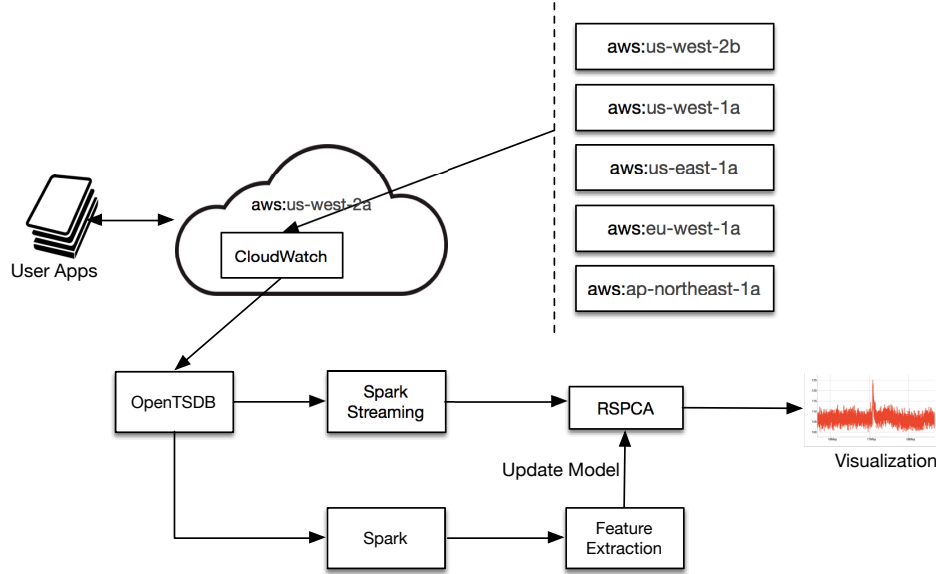 aws:us-west-2b
aws:us-west-1a
aws:us-east-1a
aws:eu-west-1a
aws:ap-northeast-1a
aws:us-west-2a
CloudWatch
User Apps
OpenTSDB
Spark
Streaming
RSPCA
Visualization
Update Model
Spark
Feature
Extraction